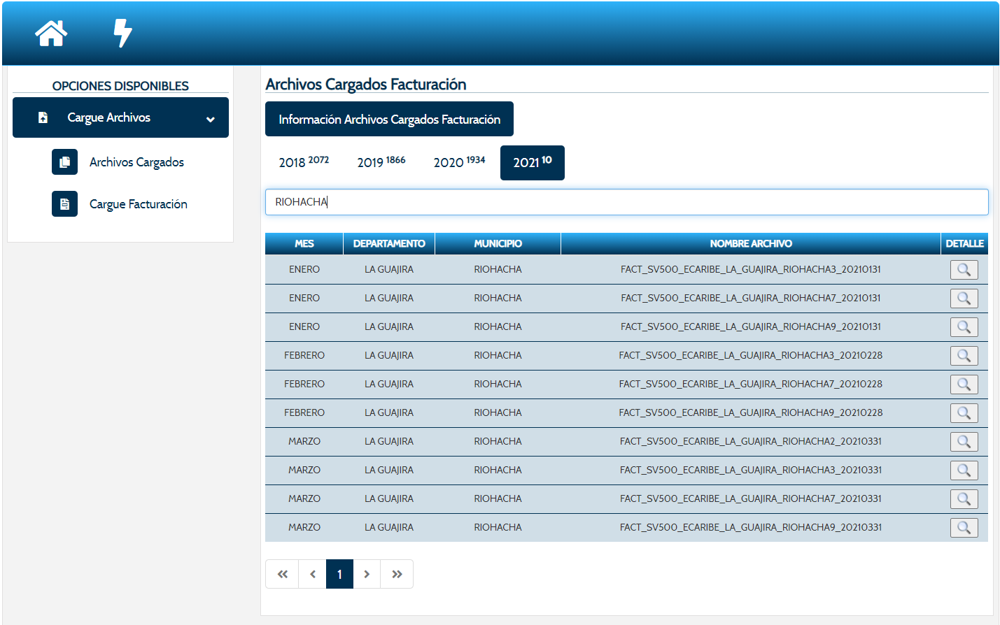 OPCIONES DISPONIBLES
Cargue Archivos
Archivos Cargados
Cargue Facturación
Archivos Cargados Facturación
Información Archivos Cargados Facturación
2018 2072 2019 1866 2020 1934 2021 10
RIOHACHA
MES DEPARTAMENTO MUNICIPIO NOMBRE ARCHIVO DETALLE
ENERO LA GUAJIRA RIOHACHA FACT_SV500_ECARIBE_LA_GUAJIRA_RIOHACHA3_20210131
ENERO LA GUAJIRA RIOHACHA FACT_SV500_ECARIBE_LA_GUAJIRA_RIOHACHA7_20210131
ENERO LA GUAJIRA RIOHACHA FACT_SV500_ECARIBE_LA_GUAJIRA_RIOHACHA9_20210131
FEBRERO LA GUAJIRA RIOHACHA FACT_SV500_ECARIBE_LA_GUAJIRA_RIOHACHA3_20210228
FEBRERO LA GUAJIRA RIOHACHA FACT_SV500_ECARIBE_LA_GUAJIRA_RIOHACHA7_20210228
FEBRERO LA GUAJIRA RIOHACHA FACT_SV500_ECARIBE_LA_GUAJIRA_RIOHACHA9_20210228
MARZO LA GUAJIRA RIOHACHA FACT_SV500_ECARIBE_LA_GUAJIRA_RIOHACHA2_20210331
MARZO LA GUAJIRA RIOHACHA FACT_SV500_ECARIBE_LA_GUAJIRA_RIOHACHA3_20210331
MARZO LA GUAJIRA RIOHACHA FACT_SV500_ECARIBE_LA_GUAJIRA_RIOHACHA7_20210331
MARZO LA GUAJIRA RIOHACHA FACT_SV500_ECARIBE_LA_GUAJIRA_RIOHACHA9_20210331
« ‹ 1 › »